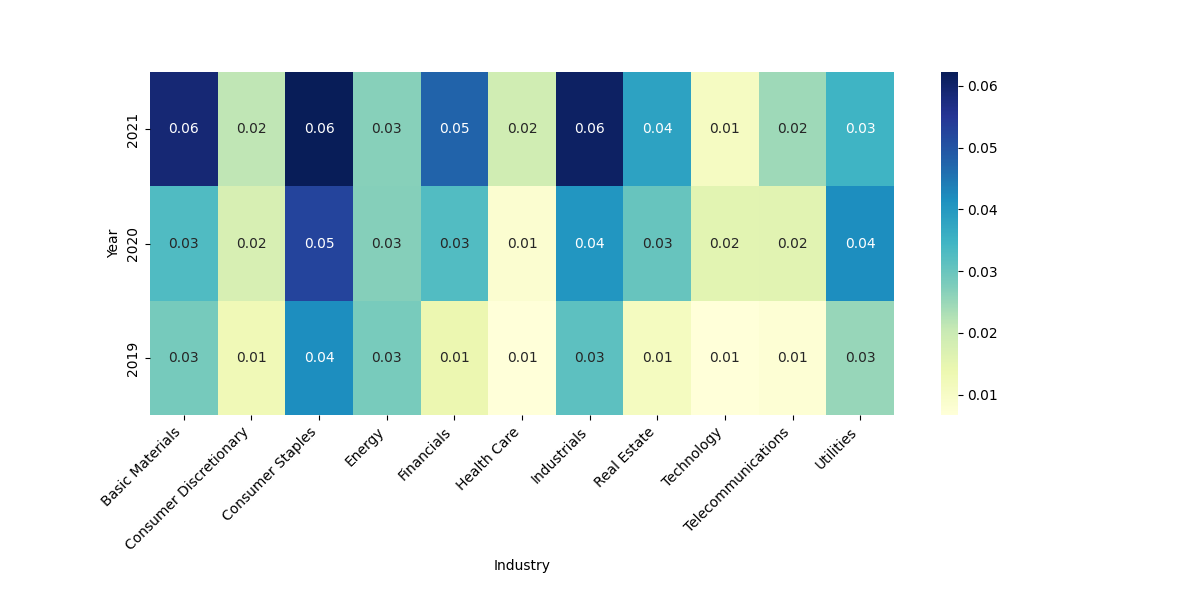 Year
2021
0.06 0.02 0.06 0.03 0.05 0.02 0.06 0.04 0.01 0.02 0.03
2020
0.03 0.02 0.05 0.03 0.03 0.01 0.04 0.03 0.02 0.02 0.04
2019
0.03 0.01 0.04 0.03 0.01 0.01 0.03 0.01 0.01 0.01 0.03
Basic Materials
Consumer Discretionary
Consumer Staples
Energy
Financials
Health Care
Industrials
Real Estate
Technology
Telecommunications
Utilities
Industry
0.06
0.05
0.04
0.03
0.02
0.01